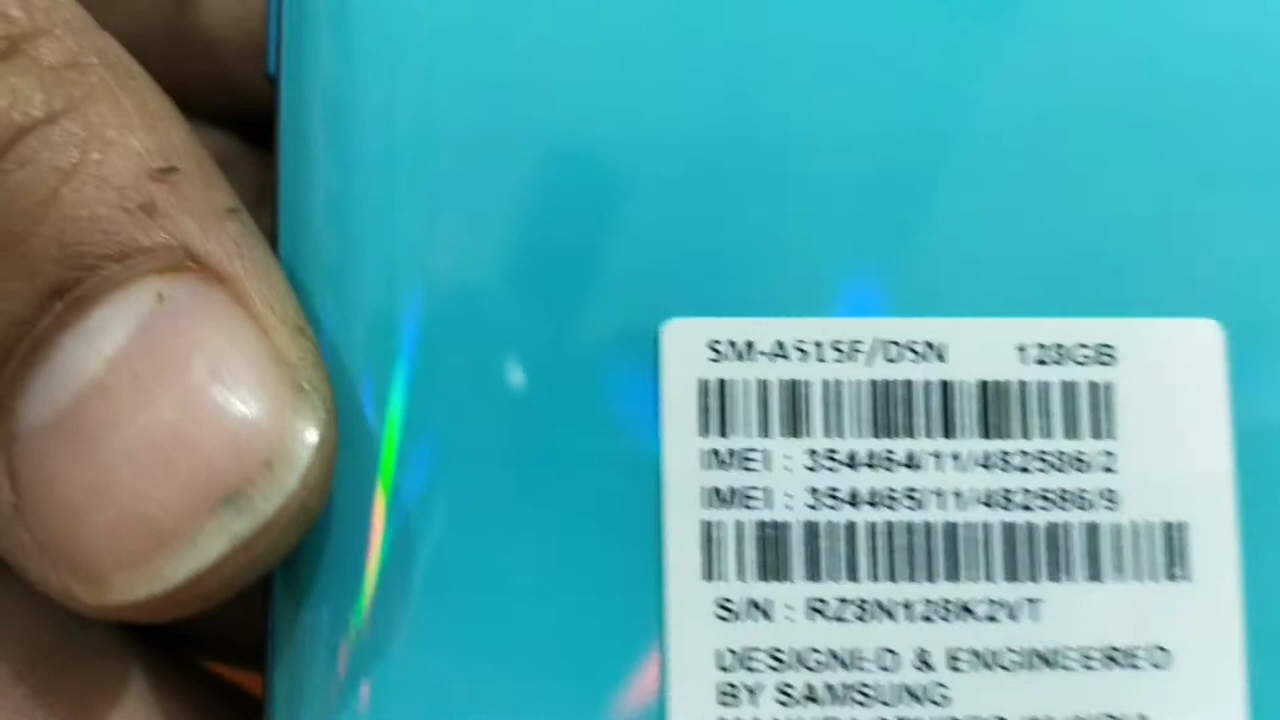 SM-A515F/DSN 128GB
IMEI : 354464/11/482586/2
IMEI : 354465/11/482586/9
S/N : RZ8N128K2VT
DESIGNED & ENGINEERED
BY SAMSUNG